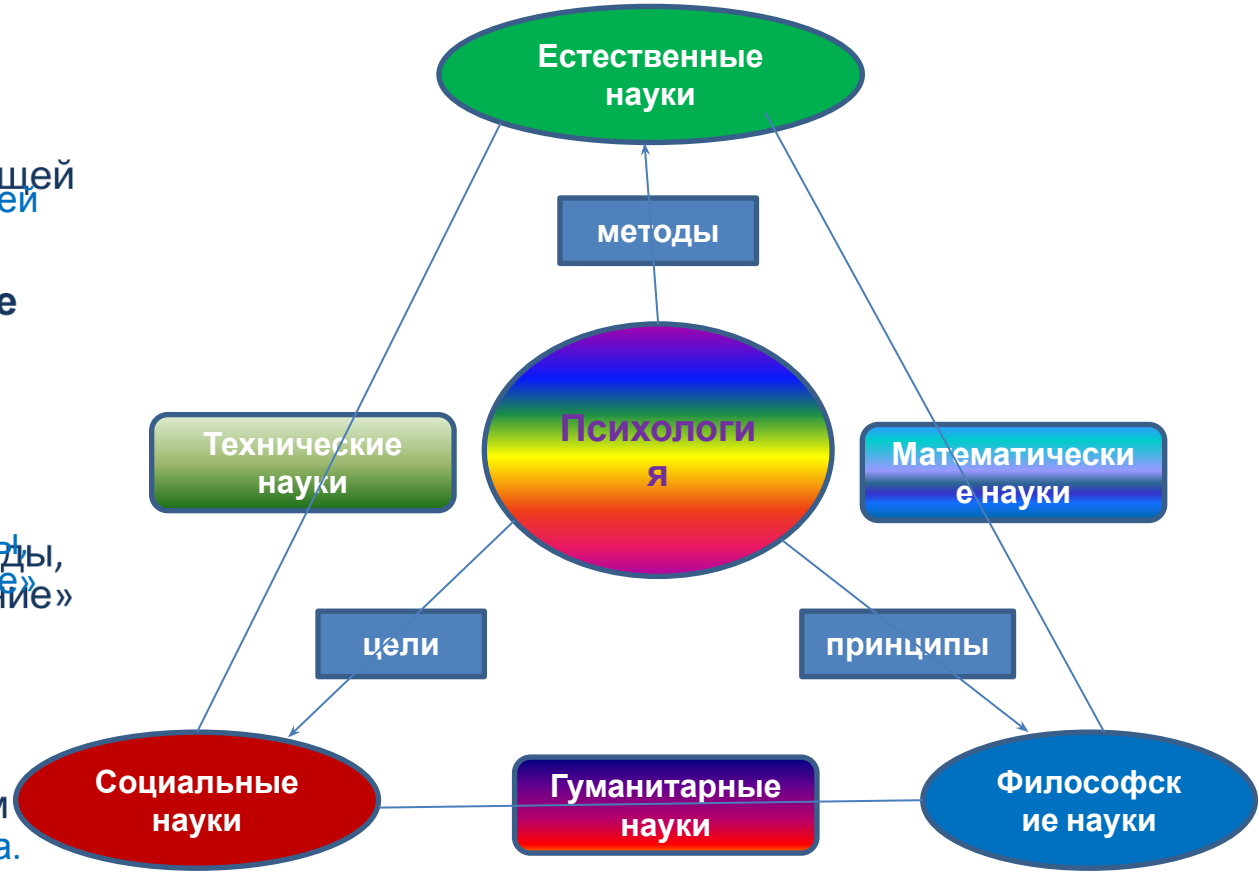 Естественные
науки
щей
ей
методы
е
Технические
науки
Психологи
я
Математически
е науки
ды,
е»
ние»
цели
принципы
Социальные
науки
Гуманитарные
науки
Философск
ие науки
а.